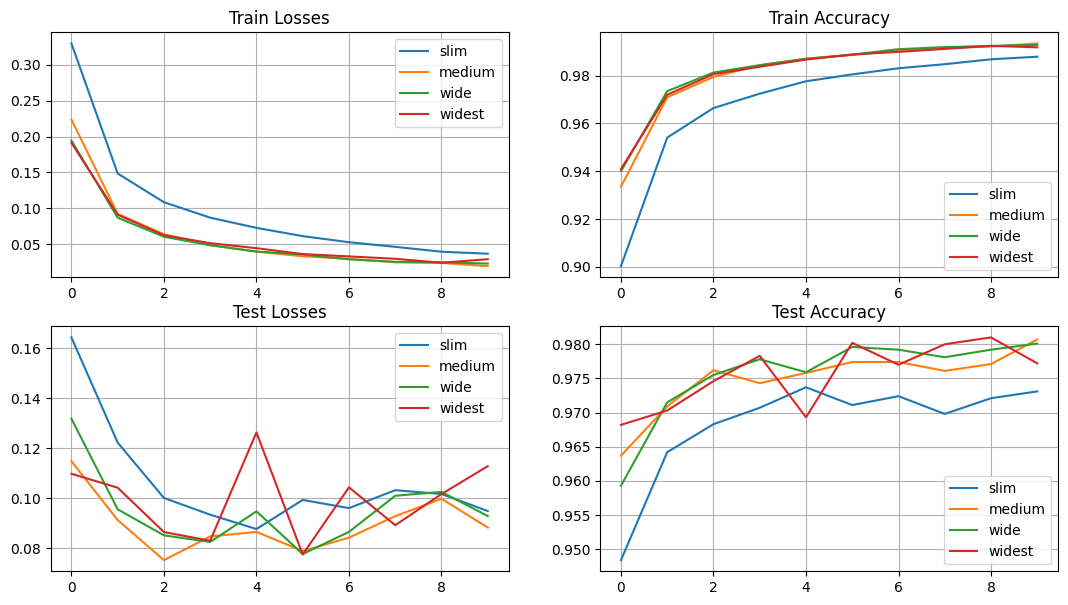 Train Losses
0.30
0.25
0.20
0.15
0.10
0.05
0 2 4 6 8
slim
medium
wide
widest
Train Accuracy
0.98
0.96
0.94
0.92
0.90
0 2 4 6 8
slim
medium
wide
widest
Test Losses
0.16
0.14
0.12
0.10
0.08
0 2 4 6 8
slim
medium
wide
widest
Test Accuracy
0.980
0.975
0.970
0.965
0.960
0.955
0.950
0 2 4 6 8
slim
medium
wide
widest